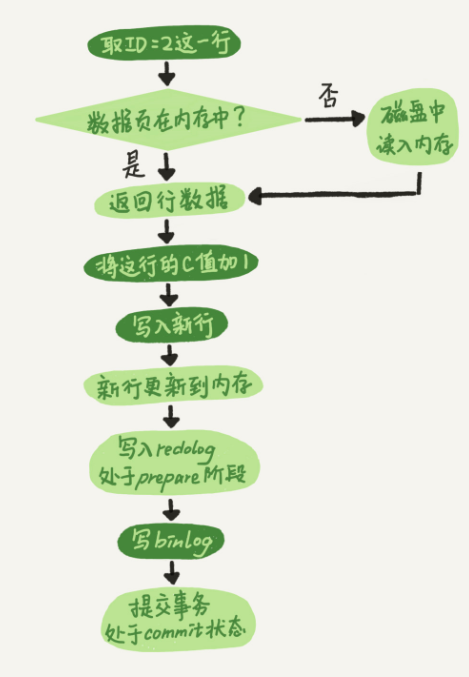 取ID=2这一行
数据页在内存中？
否
磁盘中
读入内存
是
返回行数据
将这行的C值加1
写入新行
新行更新到内存
写入redolog
处于prepare阶段
写binlog
提交事务
处于commit状态